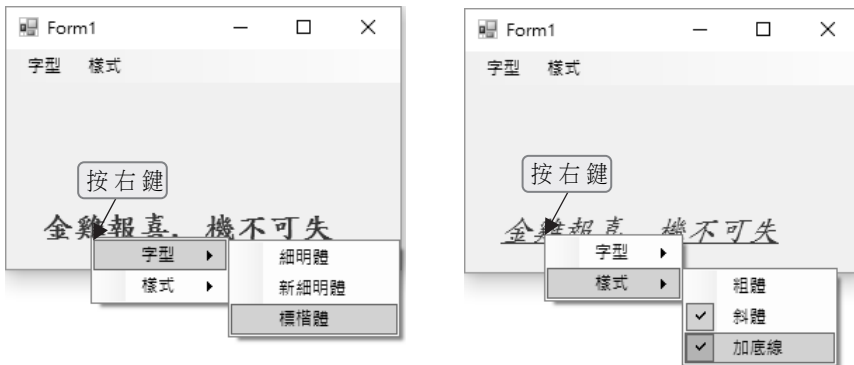 Form1
字型 樣式
按右鍵
金雞報喜，機不可失
字型
細明體
樣式
新細明體
標楷體
Form1
字型 樣式
按右鍵
金雞報喜，機不可失
字型
樣式
粗體
斜體
加底線